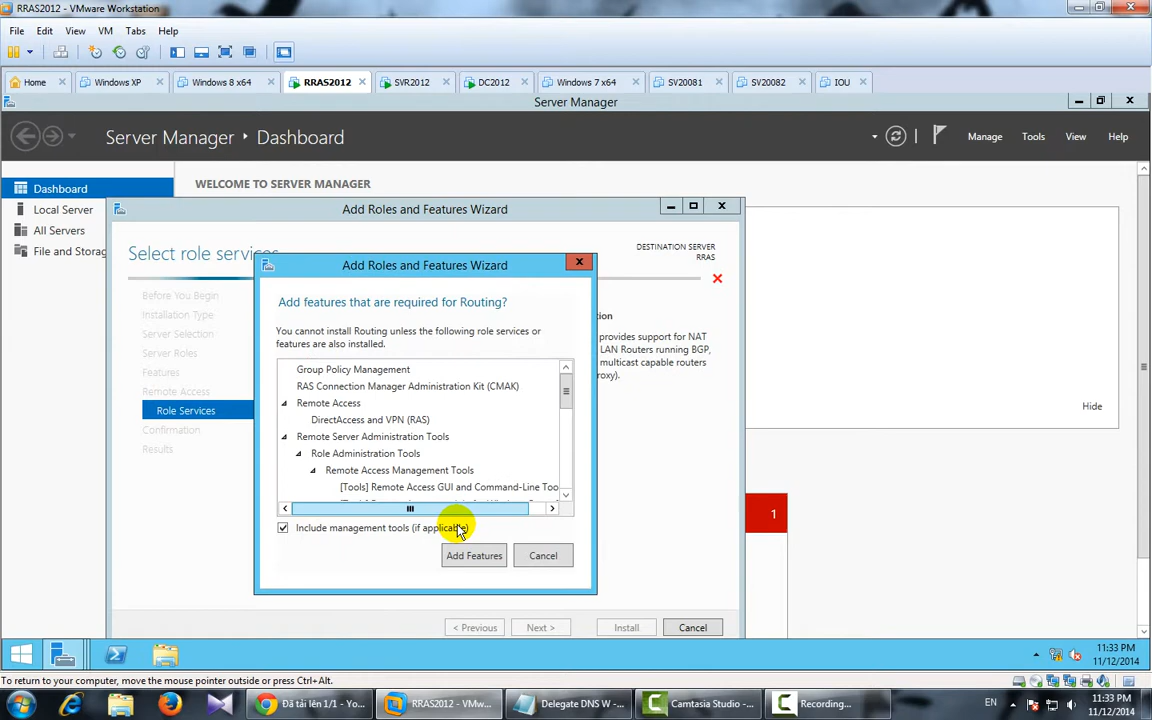 RRAS2012 - VMware Workstation
File Edit View VM Tabs Help
Home Windows XP Windows 8 x64 RRAS2012 SVR2012 DC2012 Windows 7 x64 SV20081 SV20082 IOU
Server Manager
Server Manager Dashboard
Manage Tools View Help
Dashboard
Local Server
All Servers
File and Storag
WELCOME TO SERVER MANAGER
Add Roles and Features Wizard
Select role servic
DESTINATION SERVER
RRAS
Before You Begin
Installation Type
Server Selection
Server Roles
Features
Remote Access
Role Services
Confirmation
Results
Add Roles and Features Wizard
Add features that are required for Routing?
You cannot install Routing unless the following role services or
features are also installed.
Group Policy Management
RAS Connection Manager Administration Kit (CMAK)
Remote Access
DirectAccess and VPN (RAS)
Remote Server Administration Tools
Role Administration Tools
Remote Access Management Tools
[Tools] Remote Access GUI and Command-Line Too
Include management tools (if applicable)
Add Features Cancel
tion
provides support for NAT
LAN Routers running BGP,
multicast capable routers
roxy).
Hide
1
< Previous Next > Install Cancel
11:33 PM
11/12/2014
To return to your computer, move the mouse pointer outside or press Ctrl+Alt.
Đã tải lên 1/1 - Yo... RRAS2012 - VMw... Delegate DNS W -... Camtasia Studio -... Recording...
EN
11:33 PM
11/12/2014